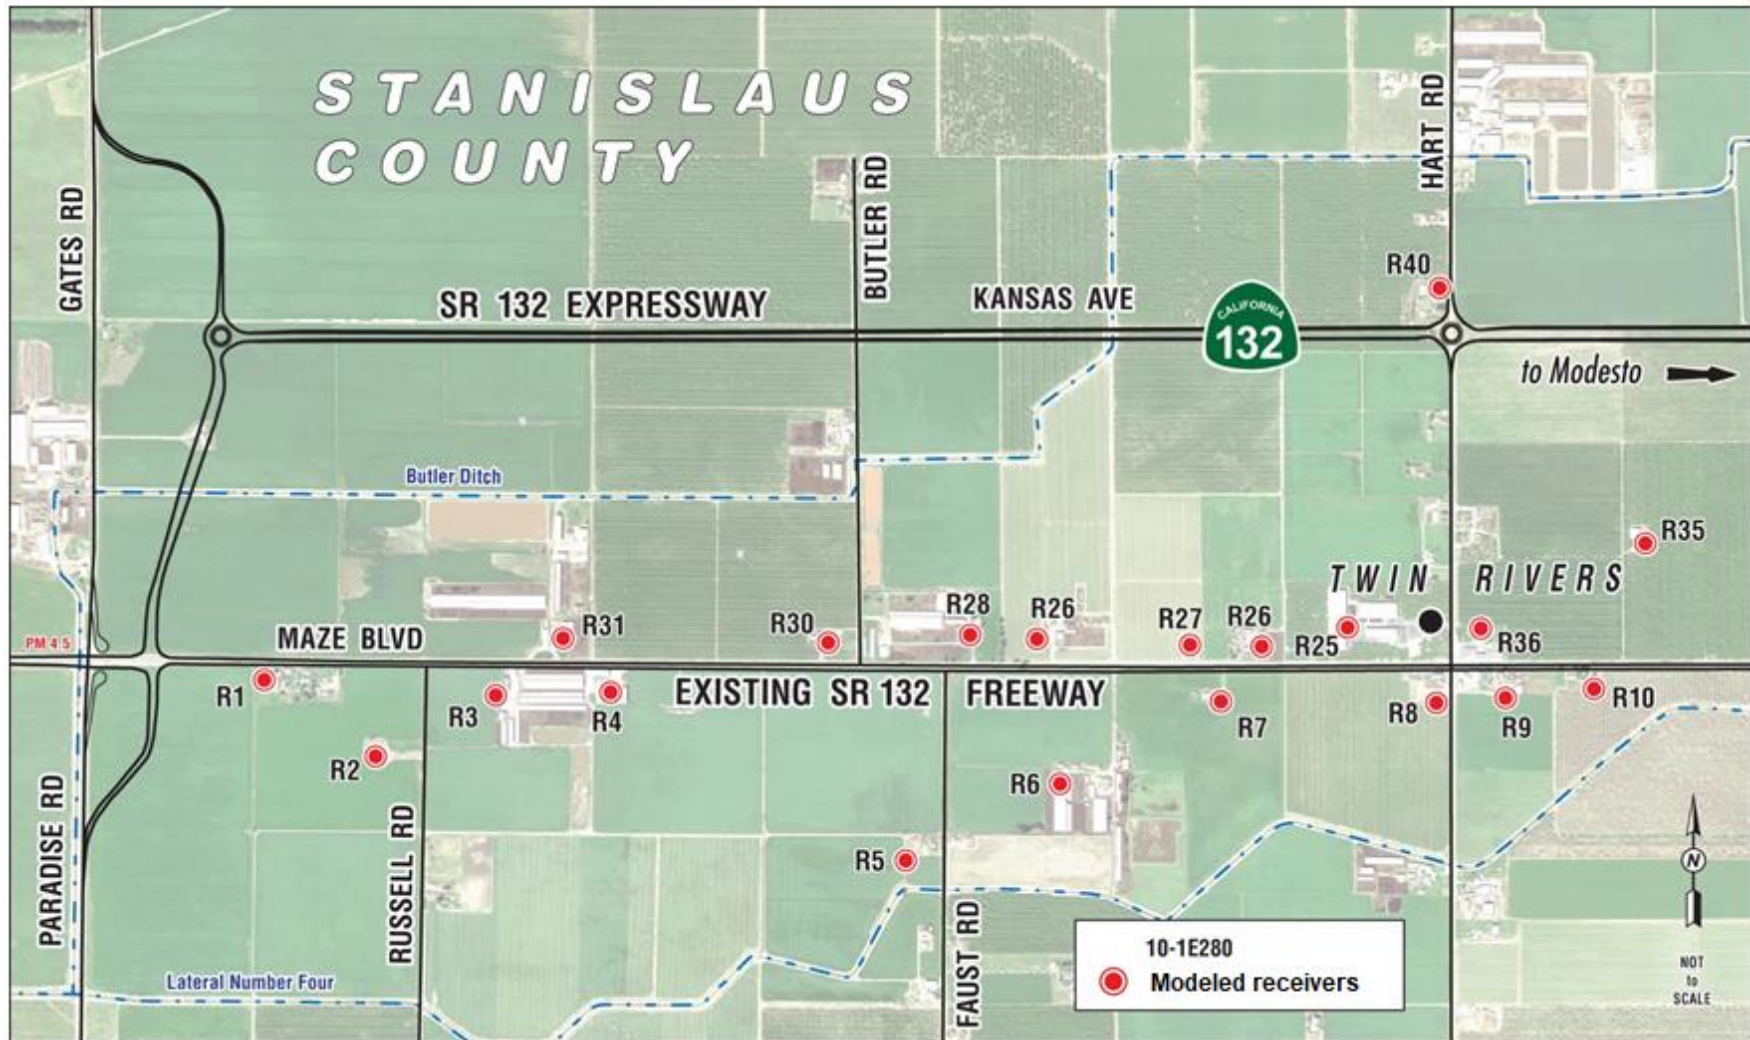 STANISLAUS
COUNTY
GATES RD
BUTLER RD
HART RD
R40
SR 132 EXPRESSWAY
KANSAS AVE
CALIFORNIA
132
to Modesto
Butler Ditch
R35
TWIN RIVERS
PM 4.5
MAZE BLVD
R31
R30
R28
R26
R27
R26
R25
R36
R1
R3
R4
EXISTING SR 132 FREEWAY
R7
R8
R9
R10
R2
R6
R5
PARADISE RD
RUSSELL RD
FAUST RD
Lateral Number Four
10-1E280
Modeled receivers
N
NOT
to
SCALE